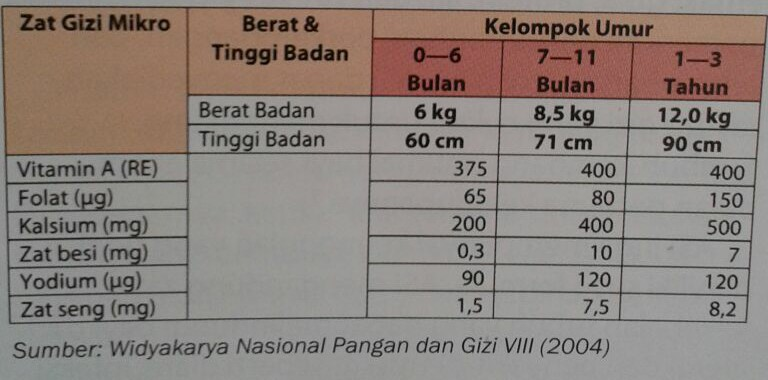 Zat Gizi Mikro Berat & Kelompok Umur
Tinggi Badan 0—6 7—11 1—3
Bulan Bulan Tahun
Berat Badan 6 kg 8,5 kg 12,0 kg
Tinggi Badan 60 cm 71 cm 90 cm
Vitamin A (RE) 375 400 400
Folat (µg) 65 80 150
Kalsium (mg) 200 400 500
Zat besi (mg) 0,3 10 7
Yodium (µg) 90 120 120
Zat seng (mg) 1,5 7,5 8,2
Sumber: Widyakarya Nasional Pangan dan Gizi VIII (2004)